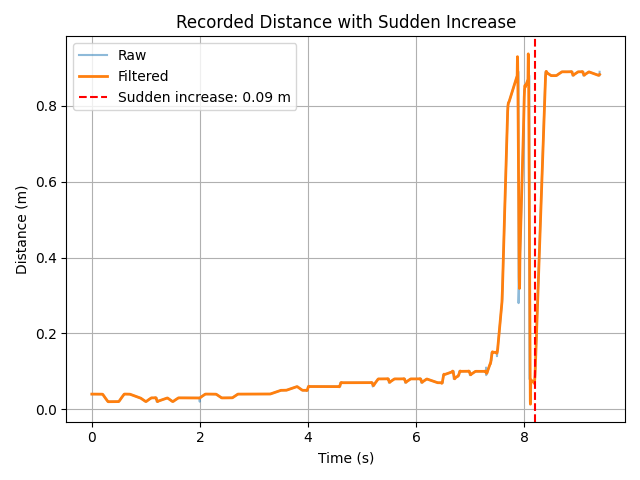 Recorded Distance with Sudden Increase
Raw
Filtered
Sudden increase: 0.09 m
Distance (m)
0.8
0.6
0.4
0.2
0.0
0 2 4 6 8
Time (s)